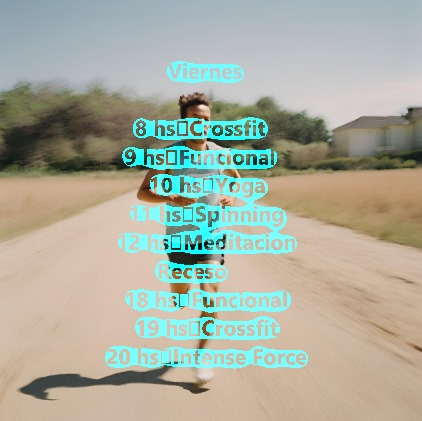 Viernes
8 hs□Crossfit
9 hs□Funcional
10 hs□Yoga
11 hs□Spinning
12 hs□Meditacion
Receso
18 hs□Funcional
19 hs□Crossfit
20 hs□Intense Force